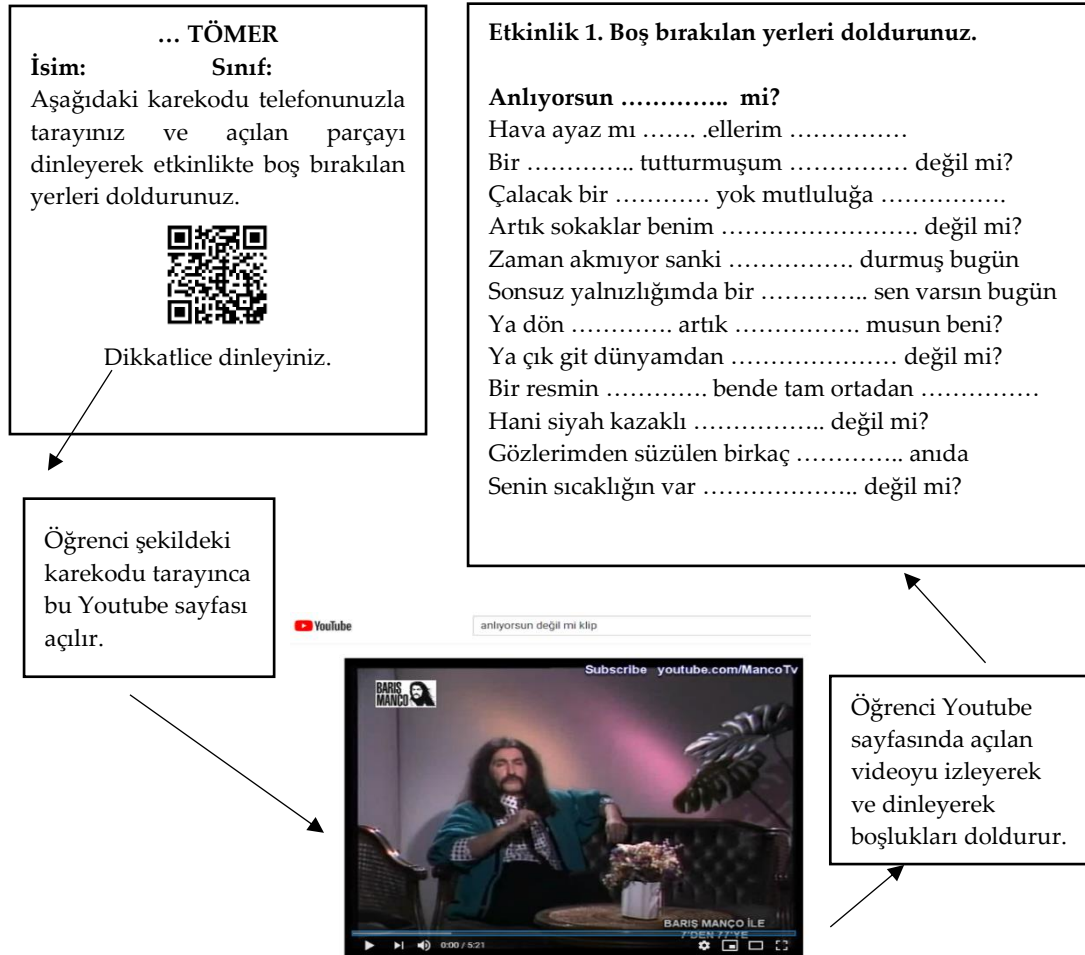 … TÖMER
İsim: Sınıf:
Aşağıdaki karekodu telefonunuzla
tarayınız ve açılan parçayı
dinleyerek etkinlikte boş bırakılan
yerleri doldurunuz.
Dikkatlice dinleyiniz.
Etkinlik 1. Boş bırakılan yerleri doldurunuz.
Anlıyorsun ………….. mi?
Hava ayaz mı ……. .ellerim ……………
Bir ………….. tutturmuşum …………… değil mi?
Çalacak bir ………… yok mutluluğa …………….
Artık sokaklar benim ……………………. değil mi?
Zaman akmıyor sanki ……………. durmuş bugün
Sonsuz yalnızlığımda bir ………….. sen varsın bugün
Ya dön …………. artık ……………. musun beni?
Ya çık git dünyamdan ………………… değil mi?
Bir resmin …………. bende tam ortadan ……………
Hani siyah kazaklı …………….. değil mi?
Gözlerimden süzülen birkaç ………….. anıda
Senin sıcaklığın var ……………….. değil mi?
Öğrenci şekildeki
karekodu tarayınca
bu Youtube sayfası
açılır.
YouTube
anlıyorsun değil mi klip
Subscribe youtube.com/MancoTv
BARIŞ
MANÇO
BARIŞ MANÇO İLE
7'DEN 77'YE
0:00 / 5:21
Öğrenci Youtube
sayfasında açılan
videoyu izleyerek
ve dinleyerek
boşlukları doldurur.